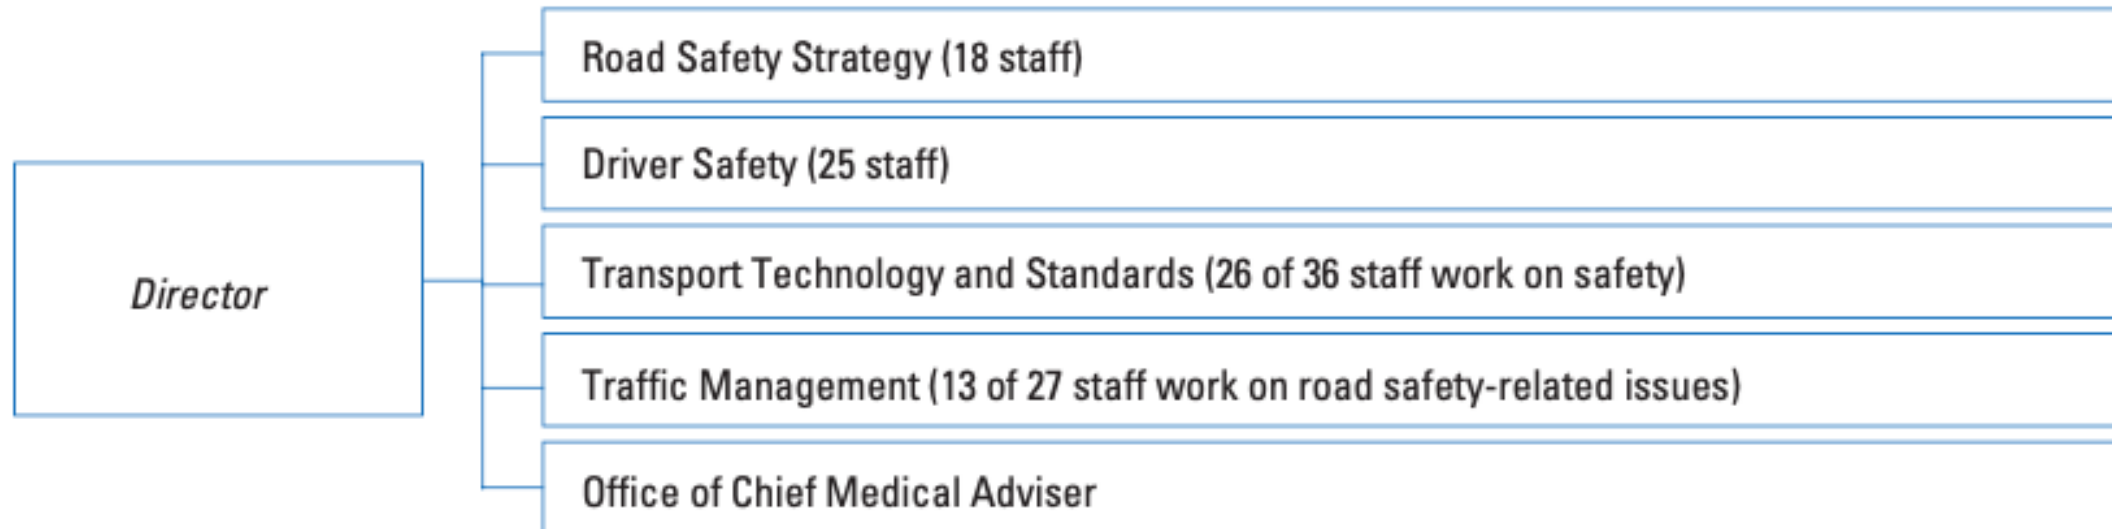 Director
Road Safety Strategy (18 staff)
Driver Safety (25 staff)
Transport Technology and Standards (26 of 36 staff work on safety)
Traffic Management (13 of 27 staff work on road safety-related issues)
Office of Chief Medical Adviser